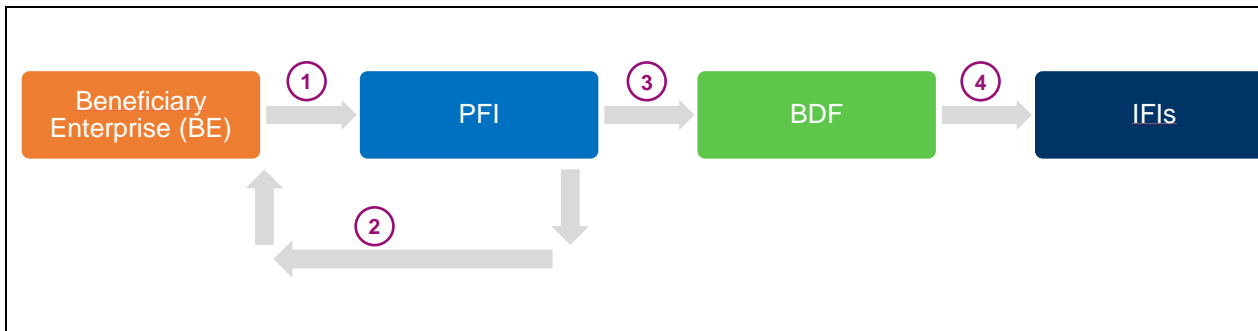 1
3
4
Beneficiary
Enterprise (BE)
PFI
BDF
IFIs
2